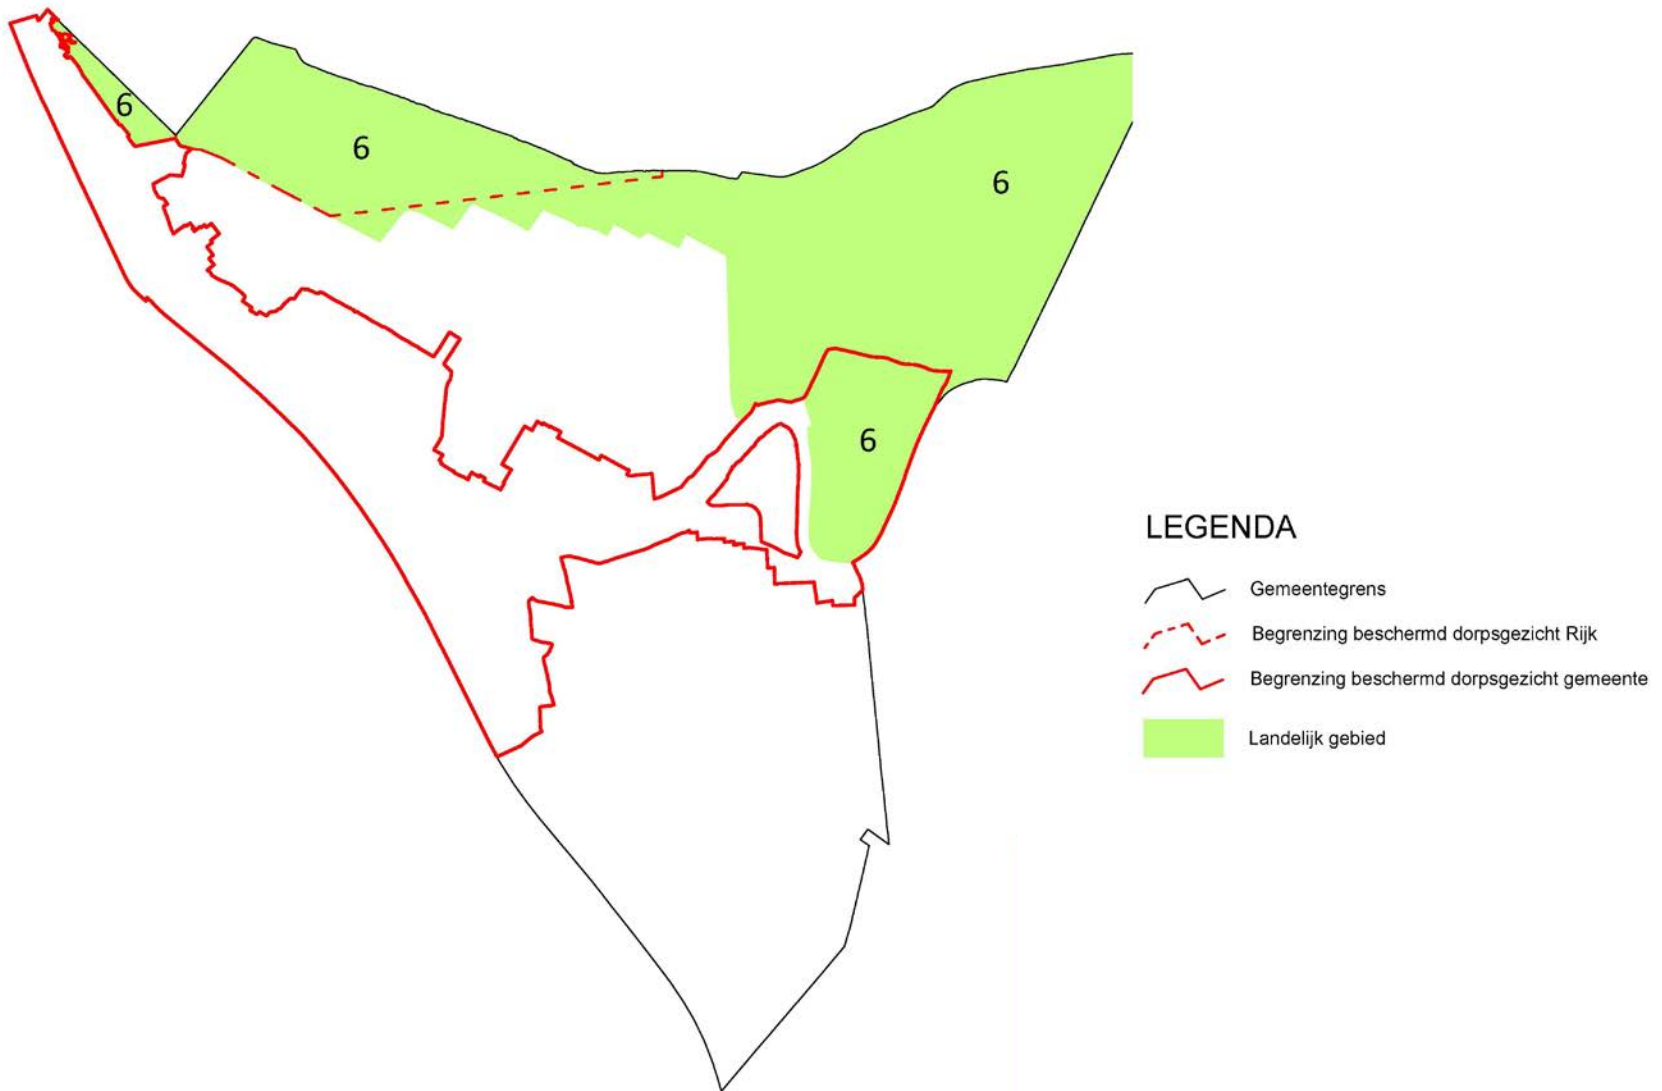 6
6
6
6
LEGENDA
Gemeentegrens
Begrenzing beschermd dorpsgezicht Rijk
Begrenzing beschermd dorpsgezicht gemeente
Landelijk gebied